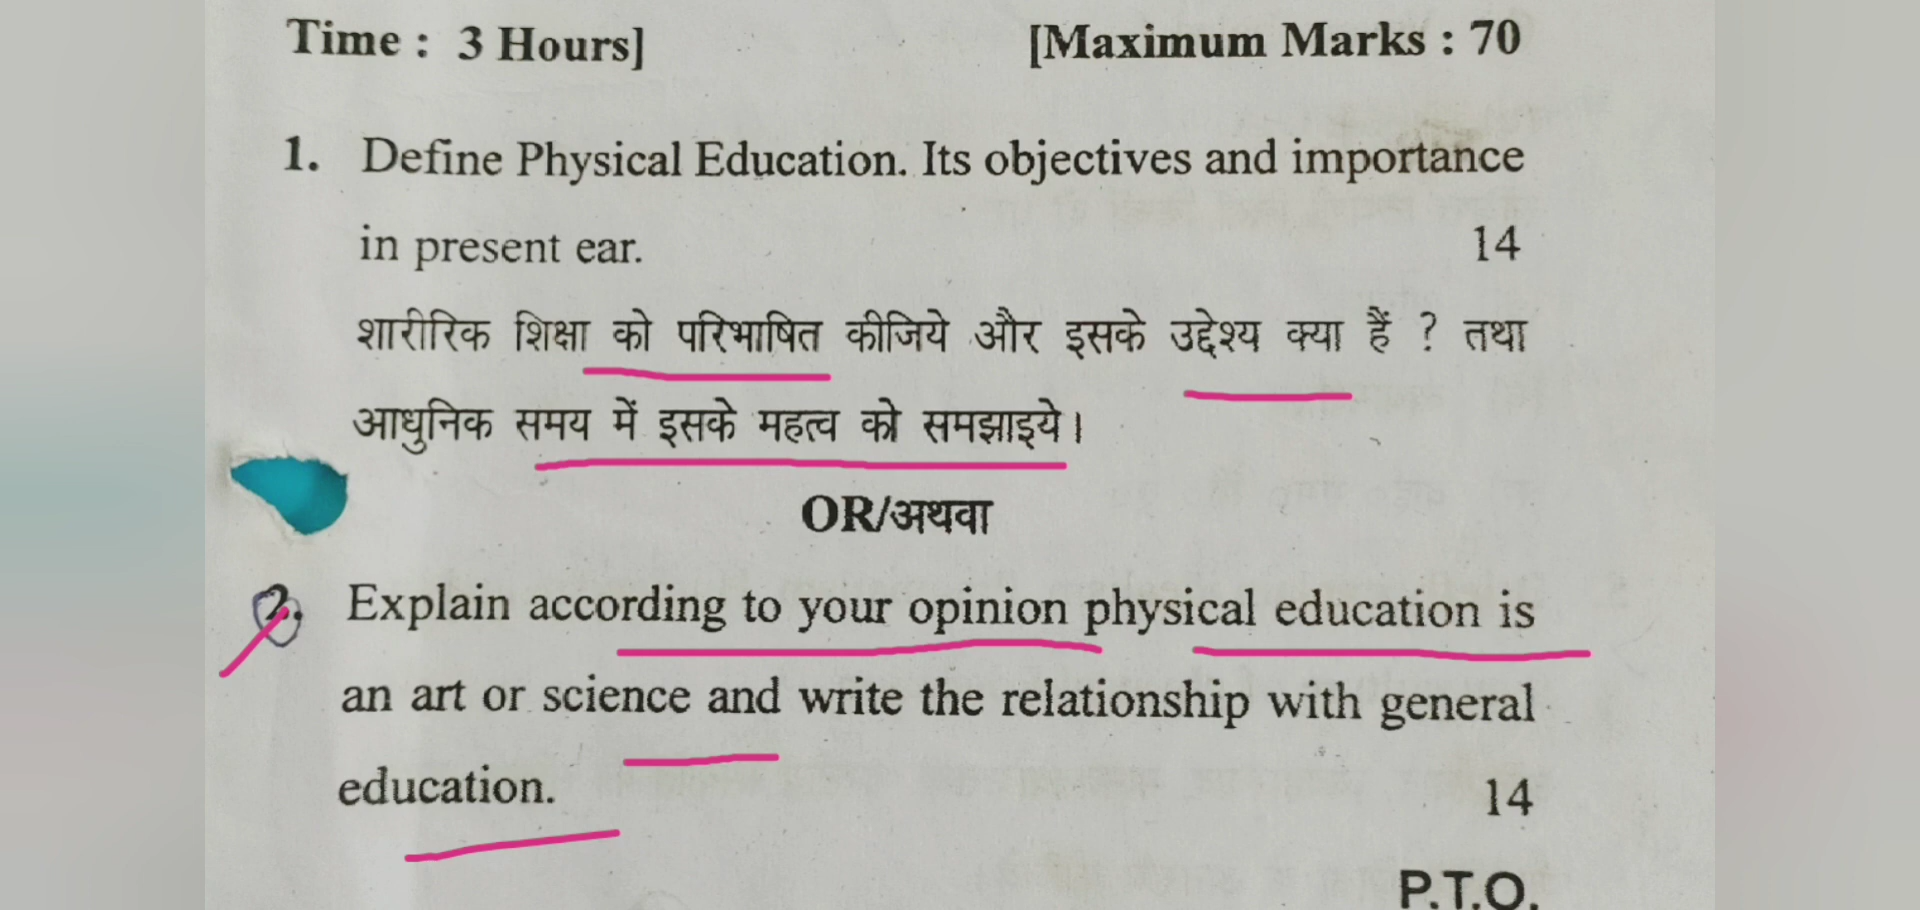 Time : 3 Hours] [Maximum Marks : 70
1. Define Physical Education. Its objectives and importance
in present ear. 14
शारीरिक शिक्षा को परिभाषित कीजिये और इसके उद्देश्य क्या हैं ? तथा
आधुनिक समय में इसके महत्व को समझाइये।
OR/अथवा
2. Explain according to your opinion physical education is
an art or science and write the relationship with general
education. 14
P.T.O.